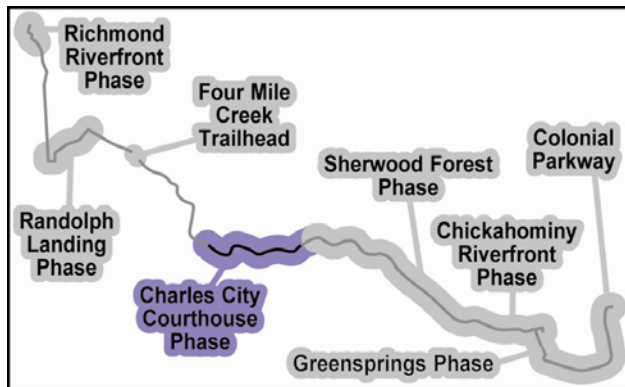 Richmond
Riverfront
Phase
Four Mile
Creek
Trailhead
Colonial
Parkway
Sherwood Forest
Phase
Randolph
Landing
Phase
Chickahominy
Riverfront
Phase
Charles City
Courthouse
Phase
Greensprings Phase